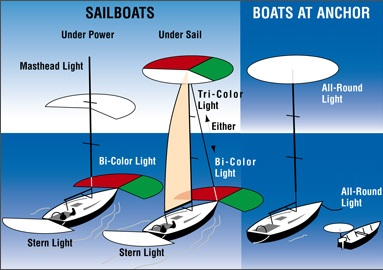 SAILBOATS
BOATS AT ANCHOR
Under Power
Under Sail
Masthead Light
Tri-Color
Light
Either
All-Round
Light
Bi-Color Light
Bi-Color
Light
All-Round
Light
Stern Light
Stern Light